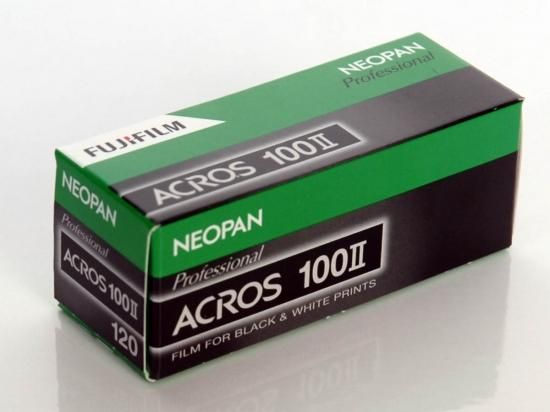 NEOPAN
Professional
FUJIFILM
ACROS 100II
NEOPAN
Professional
ACROS 100II
120
NEOPAN
Professional
ACROS 100II
FILM FOR BLACK & WHITE PRINTS